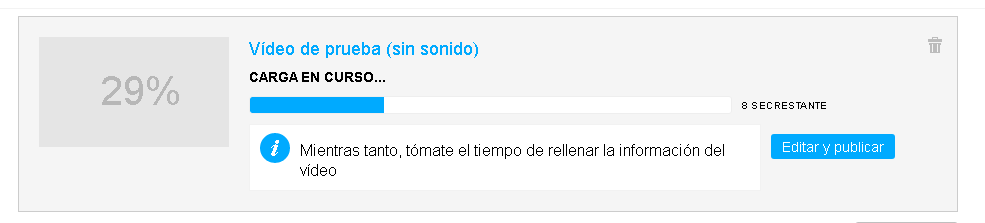 Vídeo de prueba (sin sonido)
29%
CARGA EN CURSO...
8 SECRESTANTE
i
Mientras tanto, tómate el tiempo de rellenar la información del
vídeo
Editar y publicar